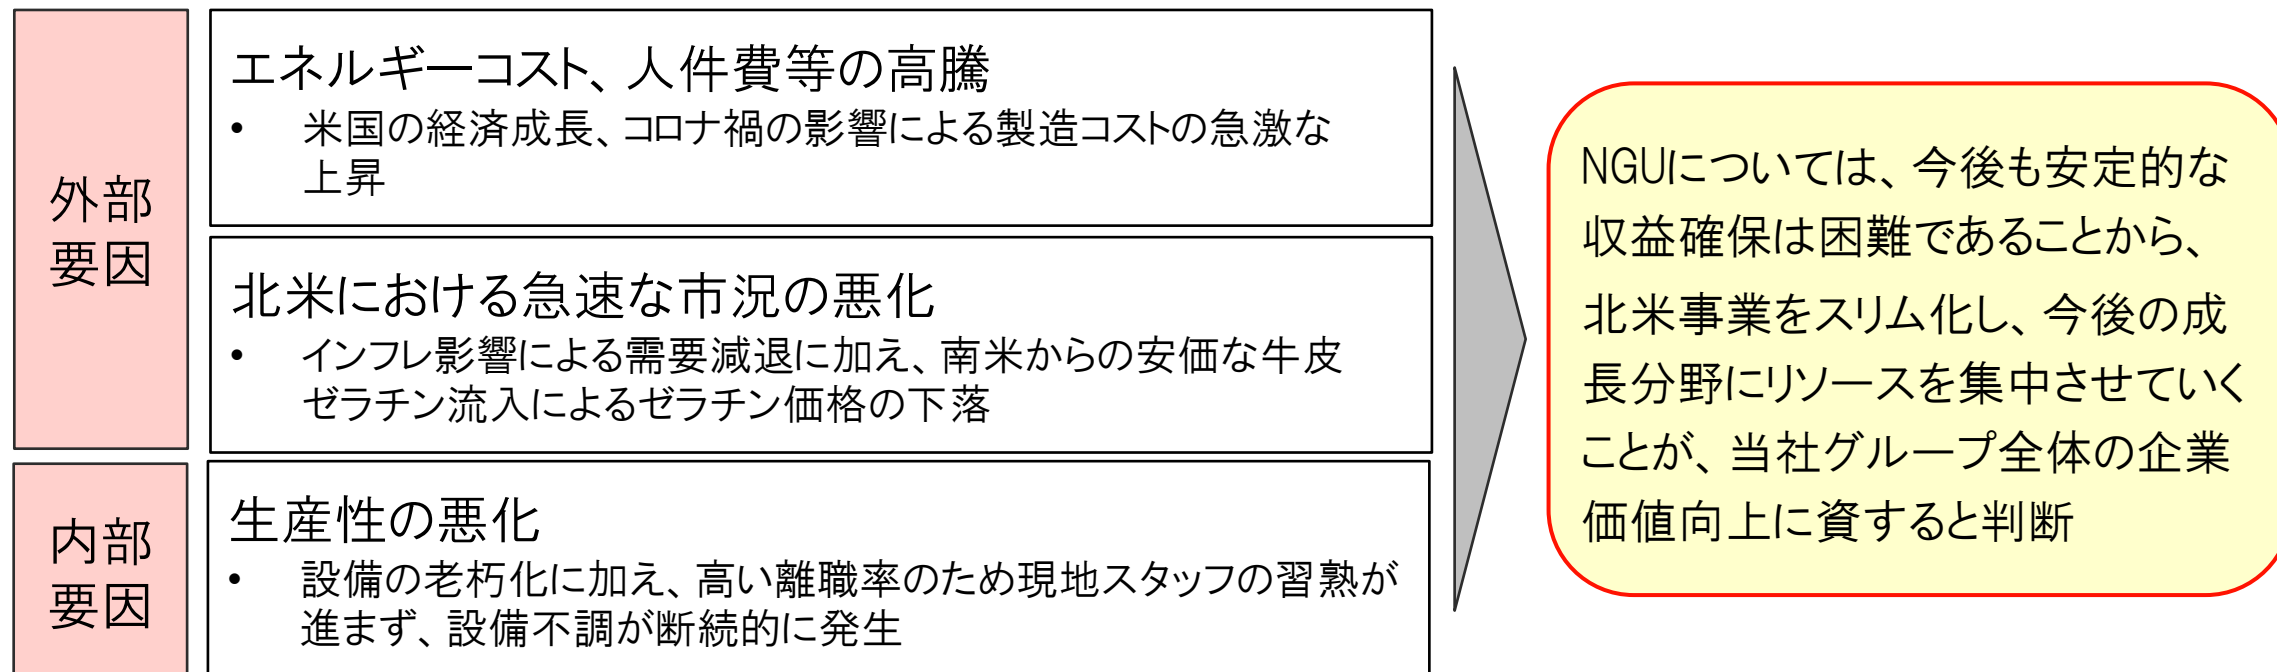 外部
要因
エネルギーコスト、人件費等の高騰
• 米国の経済成長、コロナ禍の影響による製造コストの急激な
上昇
北米における急速な市況の悪化
• インフレ影響による需要減退に加え、南米からの安価な牛皮
ゼラチン流入によるゼラチン価格の下落
内部
要因
生産性の悪化
• 設備の老朽化に加え、高い離職率のため現地スタッフの習熟が
進まず、設備不調が断続的に発生
NGUについては、今後も安定的な
収益確保は困難であることから、
北米事業をスリム化し、今後の成
長分野にリソースを集中させていく
ことが、当社グループ全体の企業
価値向上に資すると判断